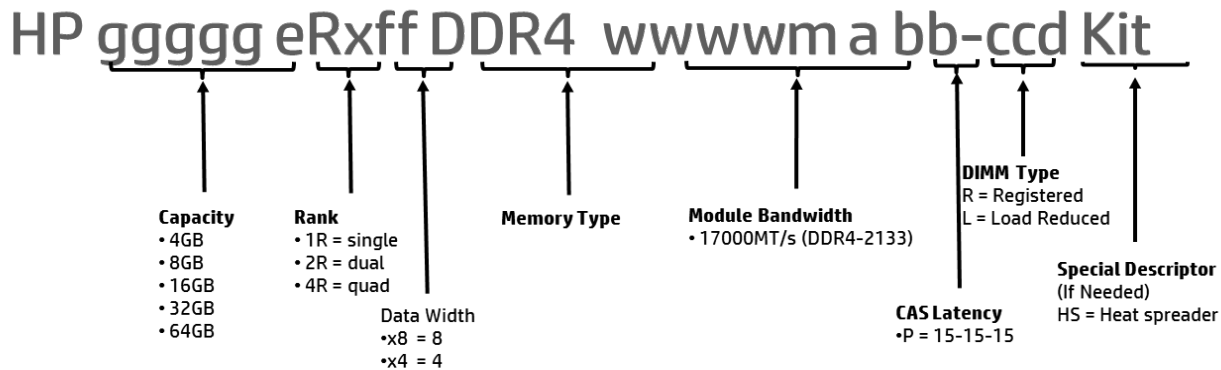 HP ggggg eRxff DDR4 wwwwm a bb-ccd Kit
Capacity
• 4GB
• 8GB
• 16GB
• 32GB
• 64GB
Rank
• 1R = single
• 2R = dual
• 4R = quad
Data Width
•x8 = 8
•x4 = 4
Memory Type
Module Bandwidth
• 17000MT/s (DDR4-2133)
CAS Latency
•P = 15-15-15
DIMM Type
R = Registered
L = Load Reduced
Special Descriptor
(If Needed)
HS = Heat spreader